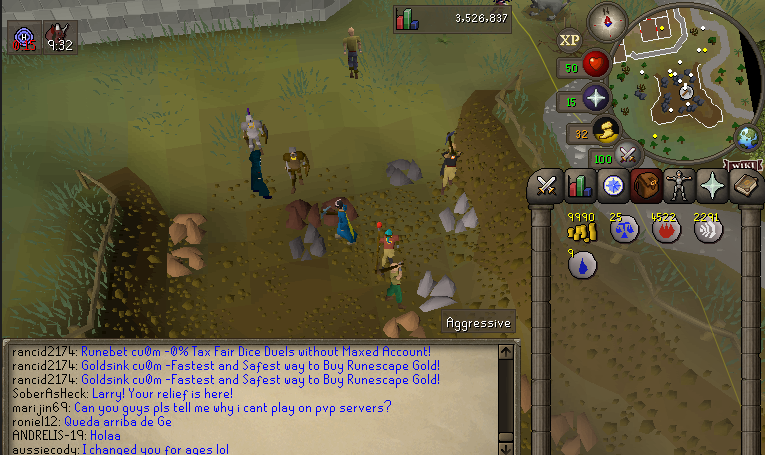 3,526,837
9:32
XP
50
15
32
100
WIKI
9990 25 4522 2291
9
Aggressive
rancid2174: Runebet cu0m -0% Tax Fair Dice Duels without Maxed Account!
rancid2174: Goldsink cu0m -Fastest and Safest way to Buy Runescape Gold!
rancid2174: Goldsink cu0m -Fastest and Safest way to Buy Runescape Gold!
SoberAsHeck: Larry! Your relief is here!
marijin69: Can you guys pls tell me why i cant play on pvp servers?
roniel12: Queda arriba de Ge
ANDRELIS-19: Holaa
aussiecody: I changed you for ages lol